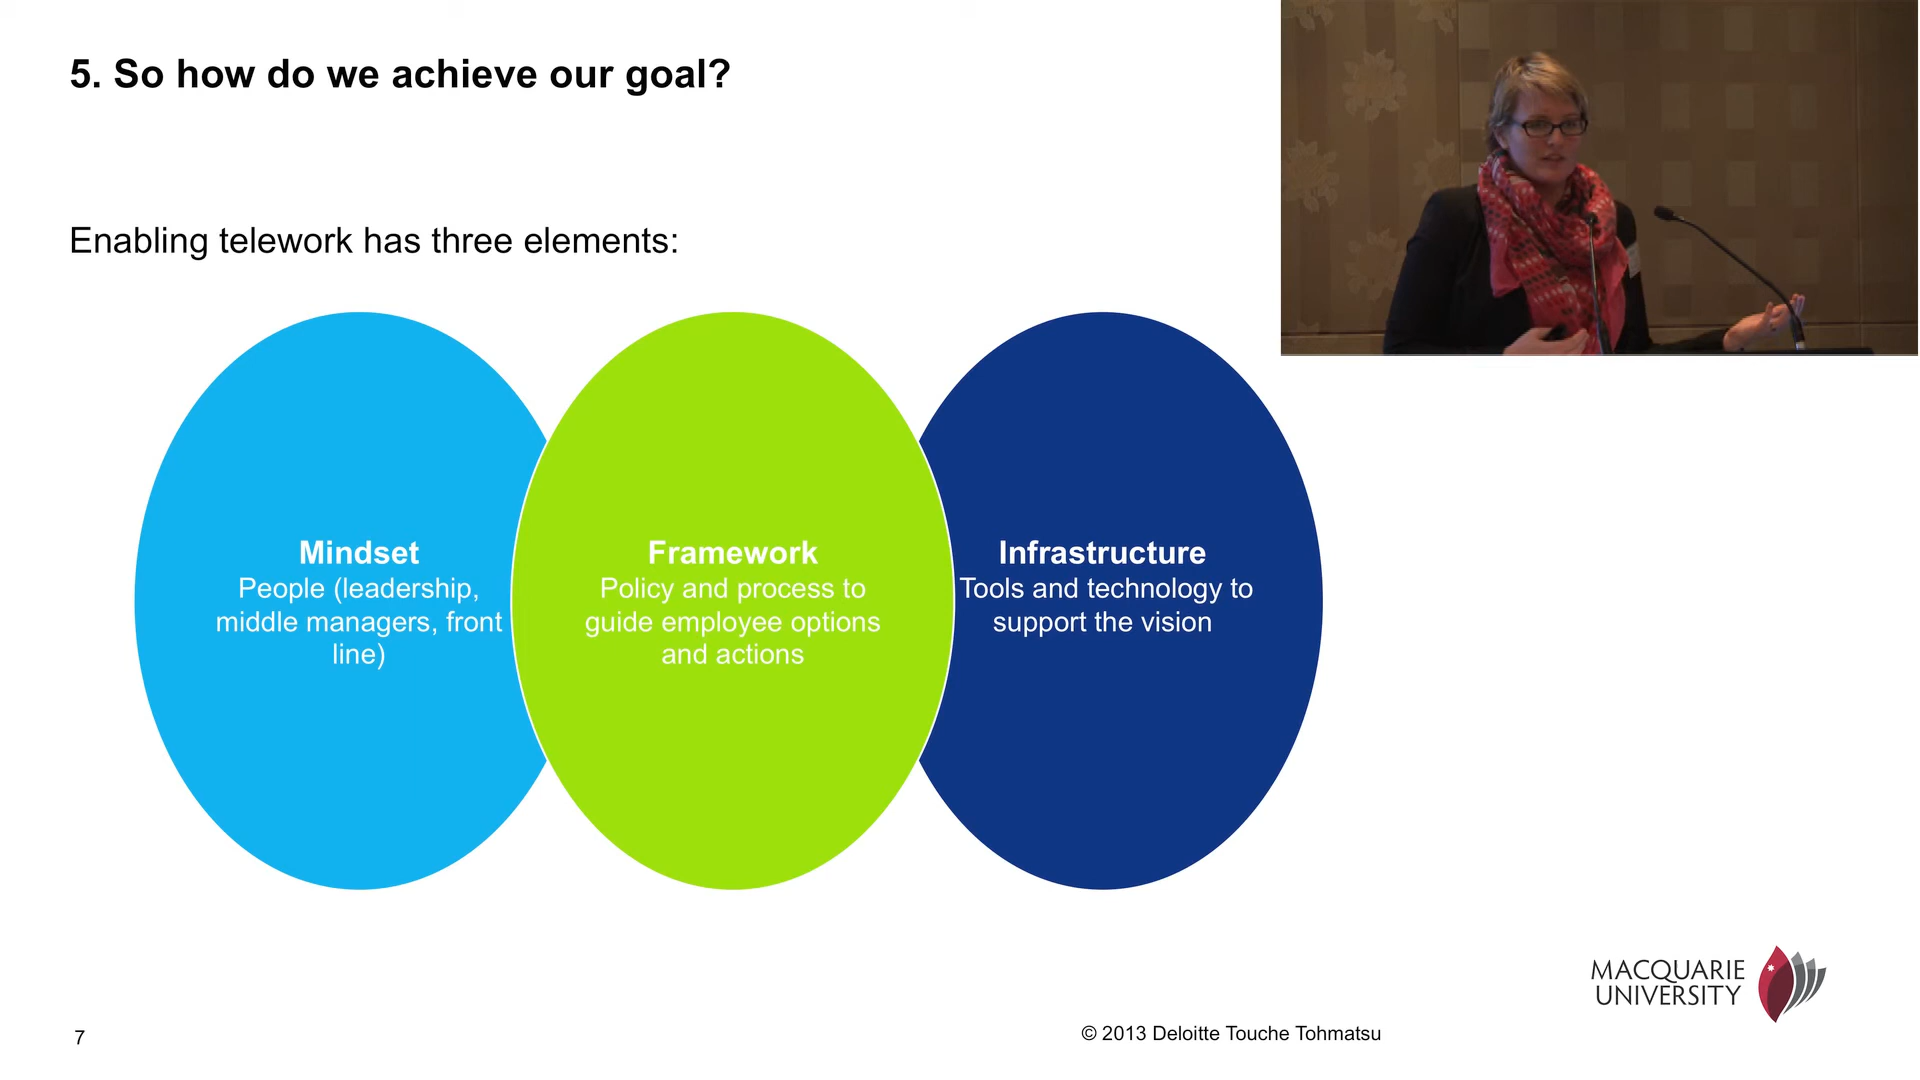 5. So how do we achieve our goal?
Enabling telework has three elements:
Mindset
People (leadership,
middle managers, front
line)
Framework
Policy and process to
guide employee options
and actions
Infrastructure
Tools and technology to
support the vision
MACQUARIE
UNIVERSITY
7
© 2013 Deloitte Touche Tohmatsu